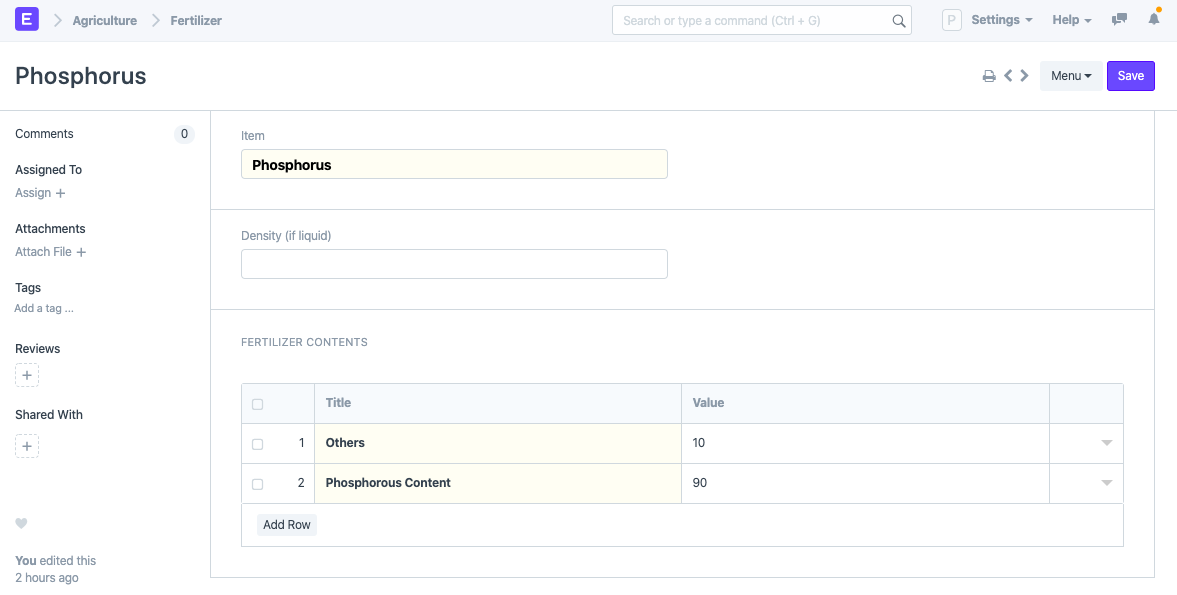 E Agriculture Fertilizer Search or type a command (Ctrl + G) P Settings Help
Phosphorus Menu Save
Comments 0
Assigned To
Assign +
Attachments
Attach File +
Tags
Add a tag ...
Reviews
+
Shared With
+
You edited this
2 hours ago
Item
Phosphorus
Density (if liquid)
FERTILIZER CONTENTS
Title Value
1 Others 10
2 Phosphorous Content 90
Add Row